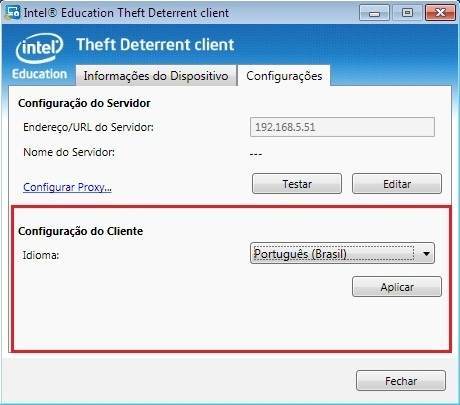 Intel® Education Theft Deterrent client
intel
Education
Theft Deterrent client
Informações do Dispositivo
Configurações
Configuração do Servidor
Endereço/URL do Servidor:
192.168.5.51
Nome do Servidor:
---
Configurar Proxy...
Testar
Editar
Configuração do Cliente
Idioma:
Português (Brasil)
Aplicar
Fechar